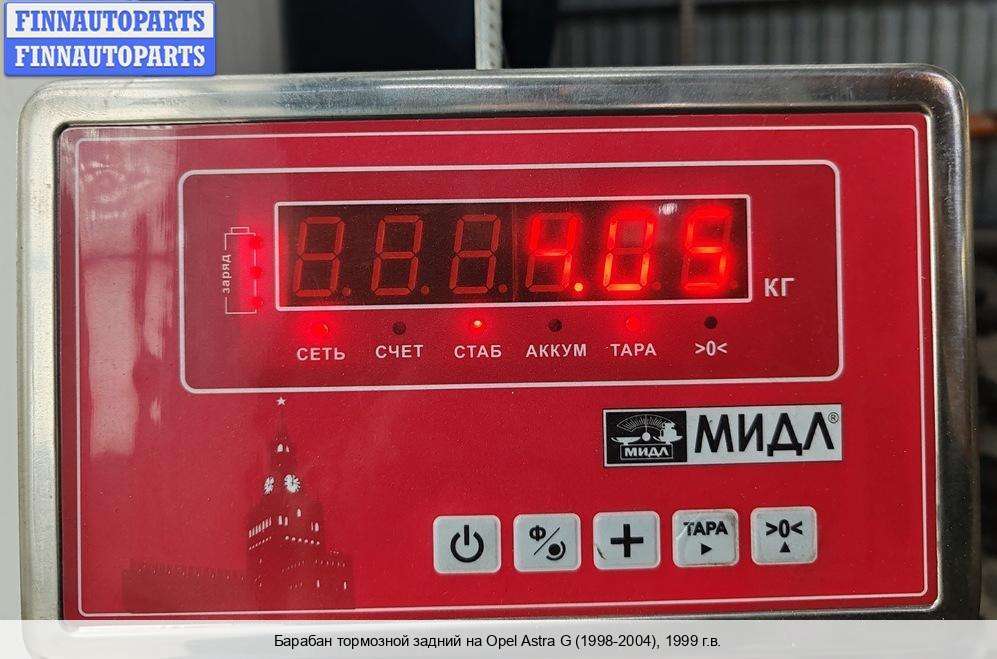 FINNAUTOPARTS
FINNAUTOPARTS
заряд
4.05
КГ
СЕТЬ СЧЕТ СТАБ АККУМ ТАРА >0<
МИДЛ МИДЛ®
Ф ТАРА >0<
Барабан тормозной задний на Opel Astra G (1998-2004), 1999 г.в.